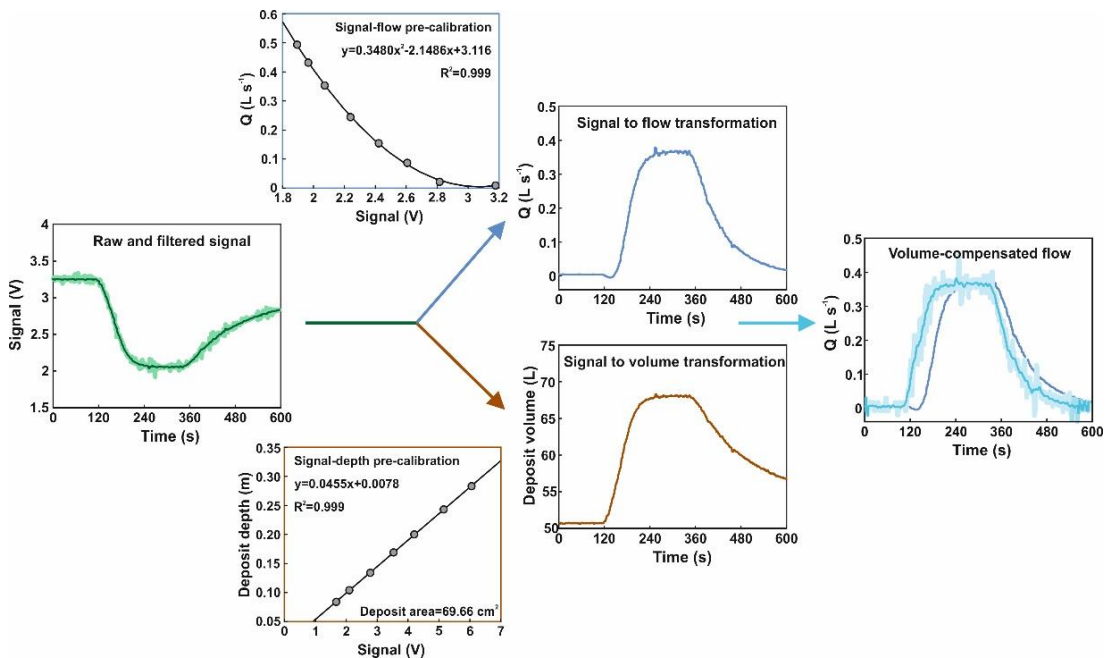 Signal-flow pre-calibration
y=0.3480x²-2.1486x+3.116
R²=0.999
0.6
0.5
0.4
0.3
0.2
0.1
0
Q (L s⁻¹)
1.8 2 2.2 2.4 2.6 2.8 3 3.2
Signal (V)
Raw and filtered signal
4
3.5
3
2.5
2
1.5
Signal (V)
0 120 240 360 480 600
Time (s)
Signal to flow transformation
0.5
0.4
0.3
0.2
0.1
0
Q (L s⁻¹)
0 120 240 360 480 600
Time (s)
Volume-compensated flow
0.5
0.4
0.3
0.2
0.1
0
Q (L s⁻¹)
0 120 240 360 480 600
Time (s)
Signal-depth pre-calibration
y=0.0455x+0.0078
R²=0.999
Deposit area=69.66 cm²
0.35
0.30
0.25
0.20
0.15
0.10
0.05
Deposit depth (m)
0 1 2 3 4 5 6 7
Signal (V)
Signal to volume transformation
75
70
65
60
55
50
Deposit volume (L)
0 120 240 360 480 600
Time (s)